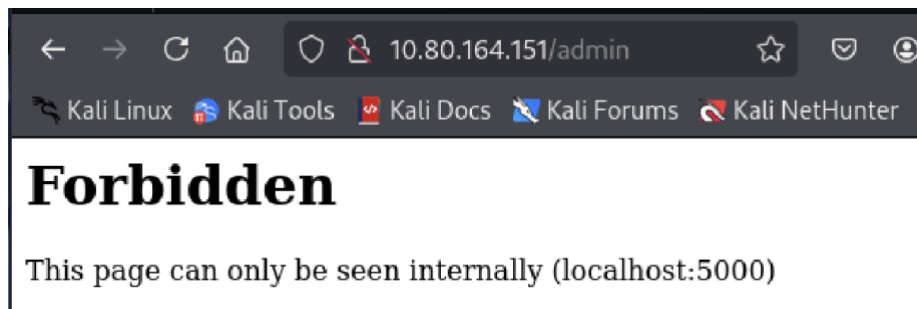 10.80.164.151/admin
Kali Linux Kali Tools Kali Docs Kali Forums Kali NetHunter
Forbidden
This page can only be seen internally (localhost:5000)